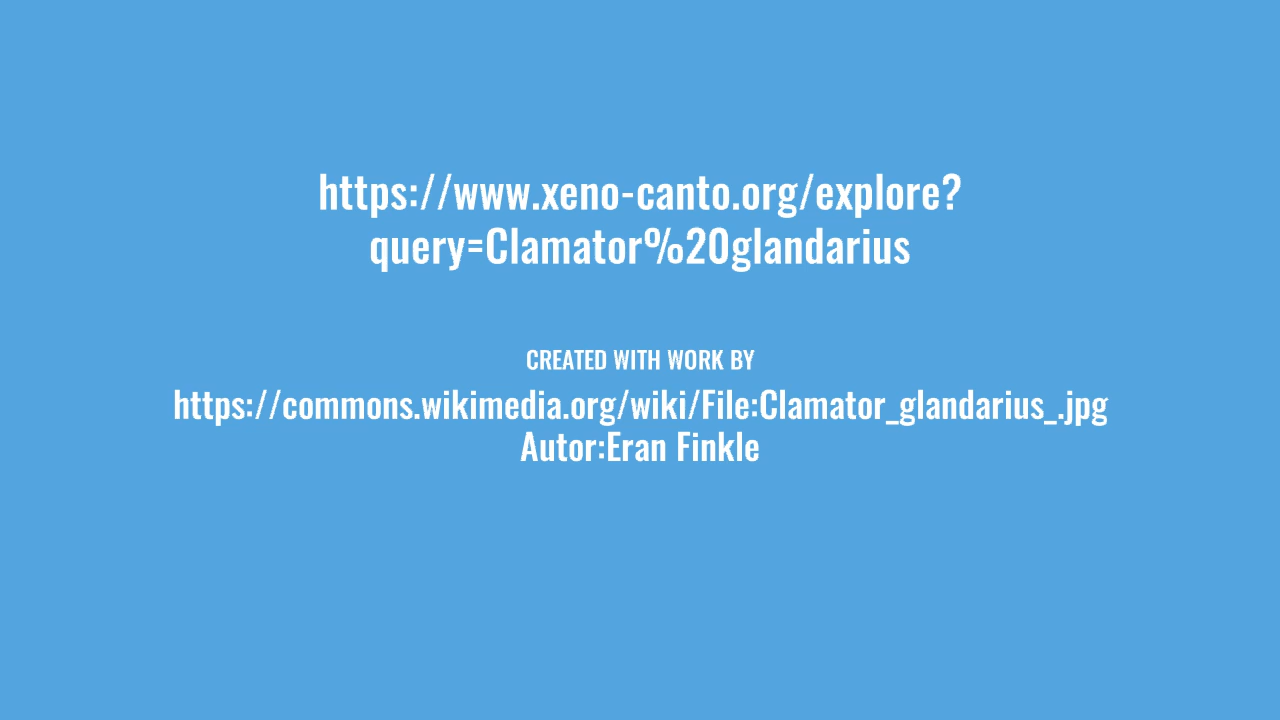 https://www.xeno-canto.org/explore?
query=Clamator%20glandarius
CREATED WITH WORK BY
https://commons.wikimedia.org/wiki/File:Clamator_glandarius_.jpg
Autor:Eran Finkle